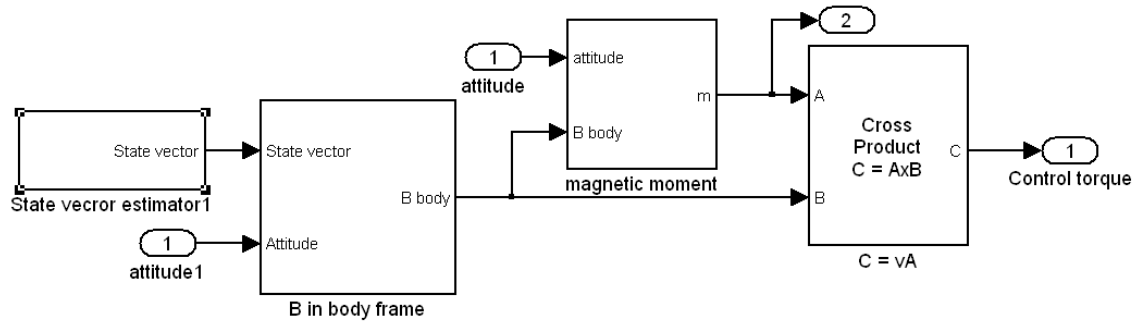 2
1
attitude
attitude
B body
m
magnetic moment
State vector
State vecror estimator1
State vector
Attitude
B body
B in body frame
1
attitude1
A
B
Cross
Product
C = AxB
C
C = vA
1
Control torque